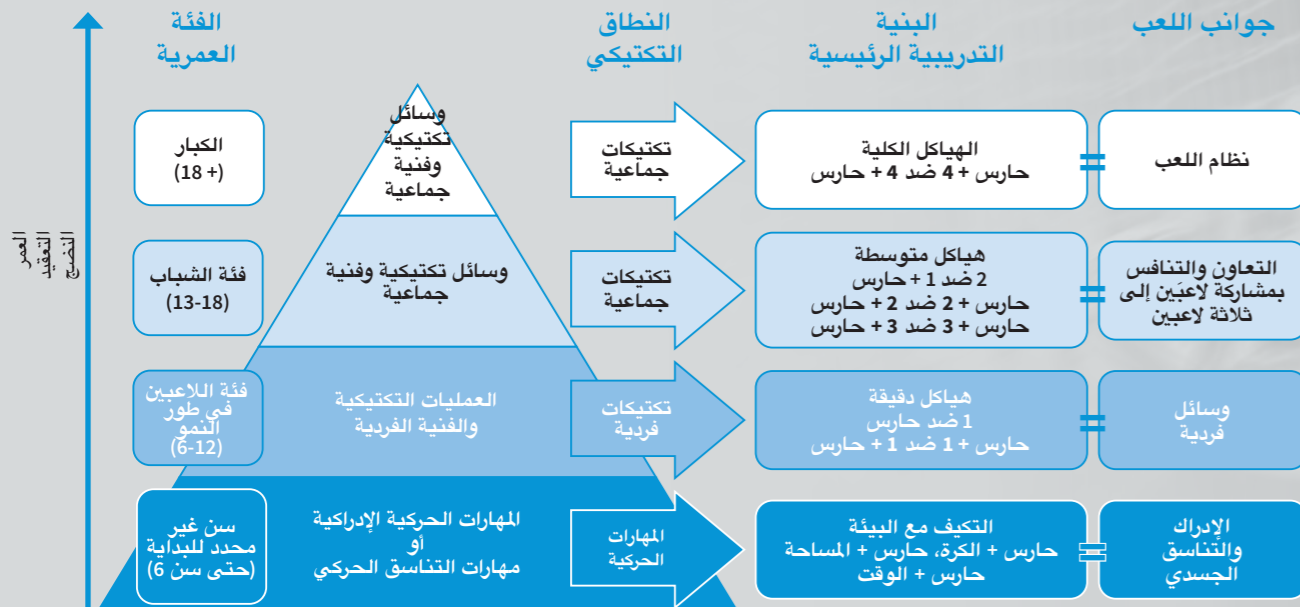 جوانب اللعب
البنية
التدريبية الرئيسية
النطاق
التكتيكي
الفئة
العمرية
نظام اللعب
الهياكل الكلية
حارس + 4 ضد 4 + حارس
تكتيكات
جماعية
وسائل
تكتيكية
وفنية
جماعية
الكبار
(18 +)
التعاون والتنافس
بمشاركة لاعبَين إلى
ثلاثة لاعبين
هياكل متوسطة
2 ضد 1 + حارس
حارس + 2 ضد 2 + حارس
حارس + 3 ضد 3 + حارس
تكتيكات
جماعية
وسائل تكتيكية وفنية
جماعية
فئة الشباب
(13-18)
وسائل
فردية
هياكل دقيقة
1 ضد حارس
حارس + 1 ضد 1 + حارس
تكتيكات
فردية
العمليات التكتيكية
والفنية الفردية
فئة اللاعبين
في طور
النمو
(6-12)
الإدراك
والتناسق
الجسدي
التكيف مع البيئة
حارس + الكرة، حارس + المساحة
حارس + الوقت
المهارات
الحركية
المهارات الحركية الإدراكية
أو
مهارات التناسق الحركي
سن غير
محدد للبداية
(حتى سن 6)
العمر
التعقيد
النضج